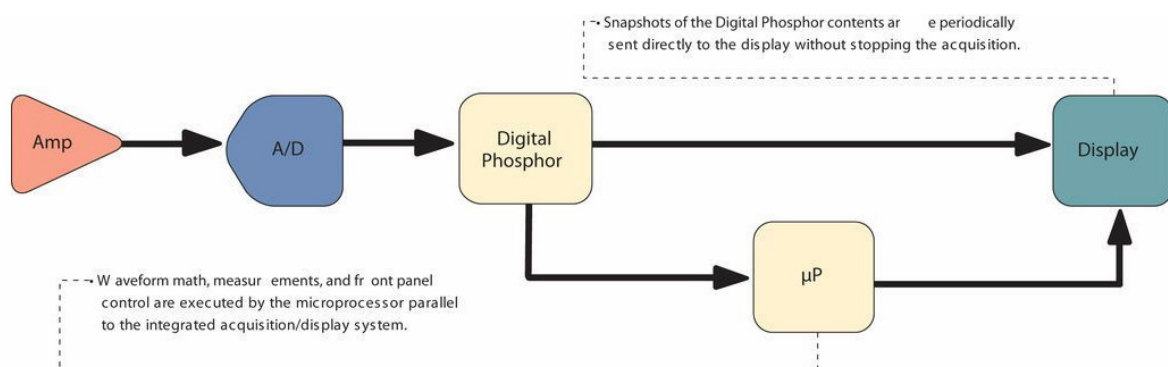 • Snapshots of the Digital Phosphor contents ar e periodically
sent directly to the display without stopping the acquisition.
Amp
A/D
Digital
Phosphor
Display
µP
• W aveform math, measur ements, and fr ont panel
control are executed by the microprocessor parallel
to the integrated acquisition/display system.